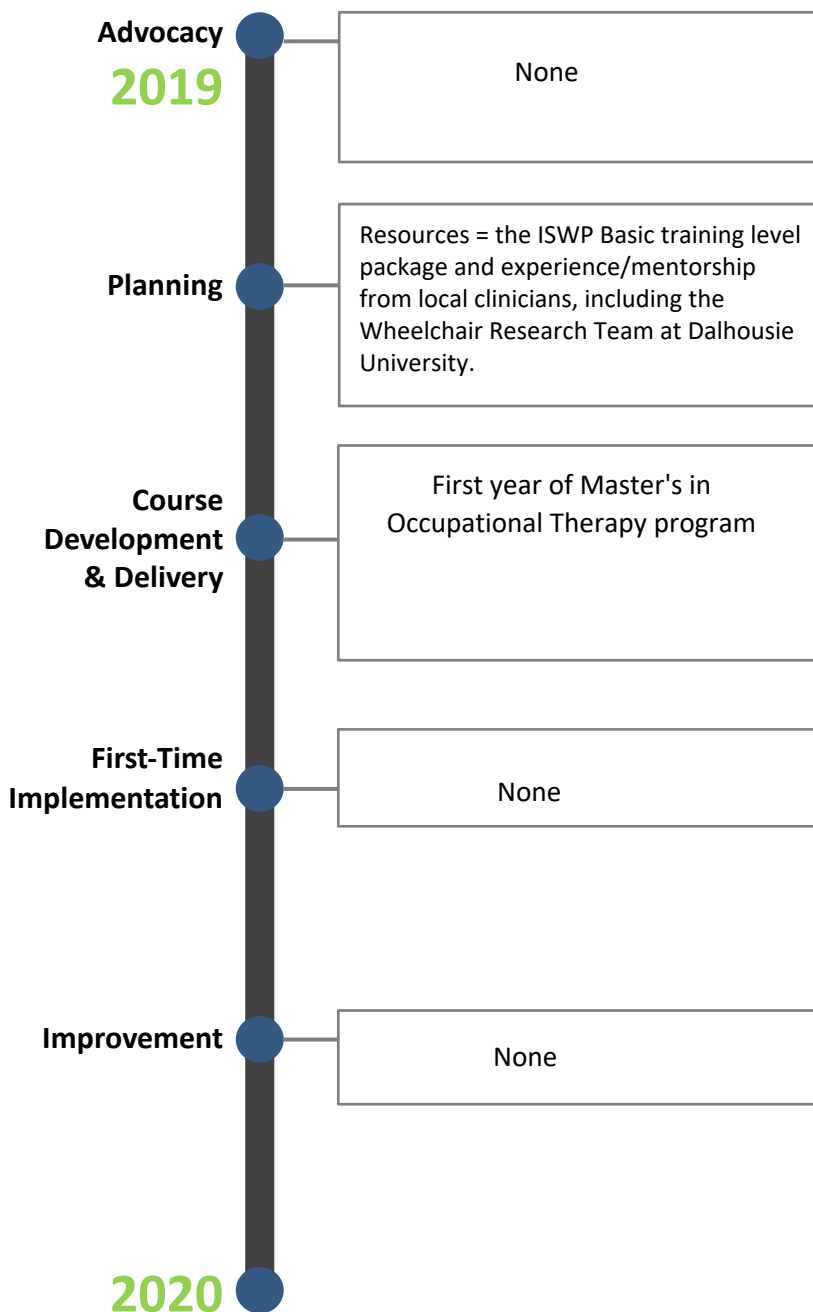 Advocacy
2019
None
Planning
Resources = the ISWP Basic training level
package and experience/mentorship
from local clinicians, including the
Wheelchair Research Team at Dalhousie
University.
Course
Development
& Delivery
First year of Master's in
Occupational Therapy program
First-Time
Implementation
None
Improvement
None
2020